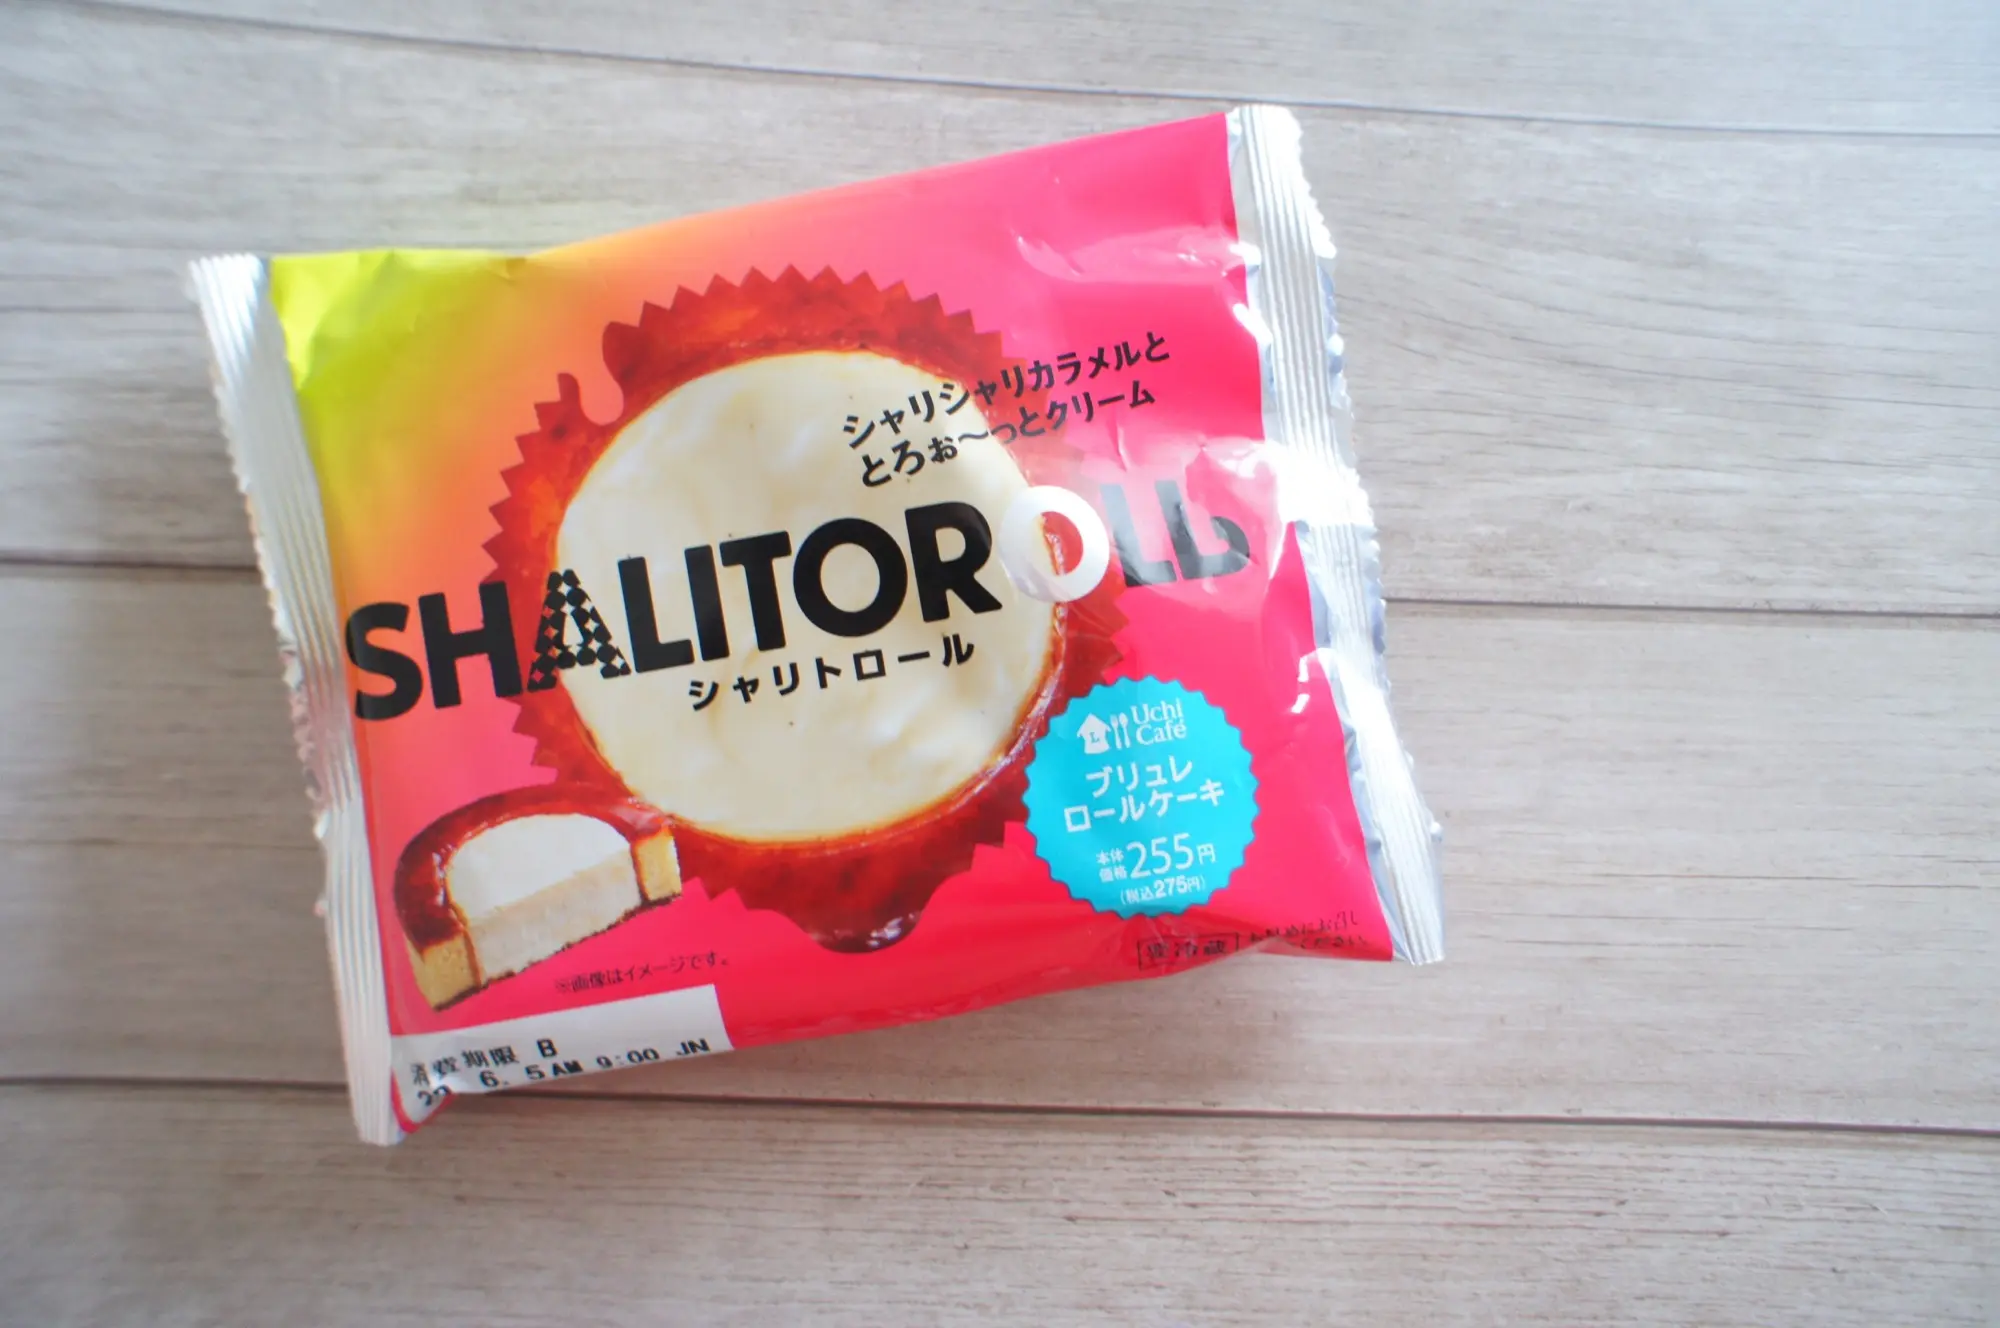 シャリシャリカラメルと
とろぉ〜っとクリーム
SHALITOROLL
シャリトロール
Uchi
Café
L
ブリュレ
ロールケーキ
本体
価格255円
(税込275円)
要冷蔵
※画像はイメージです。
消費期限 B
6. 5 AM 9:00 JN